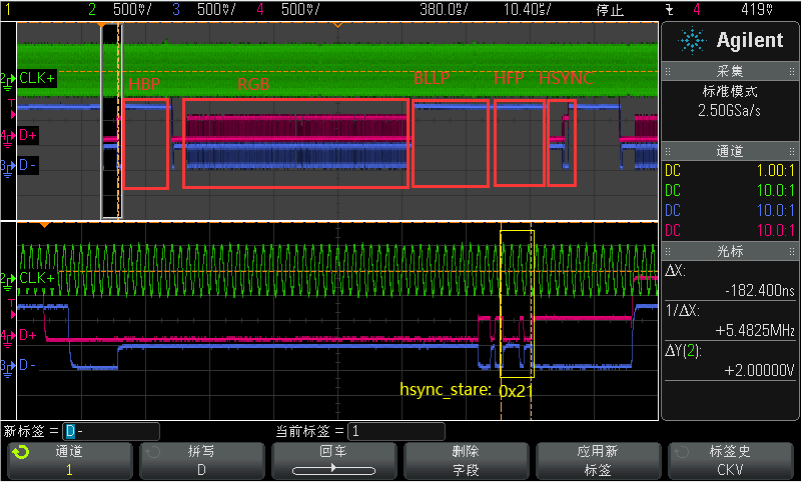 1 2 500mV/ 3 500mV/ 4 500mV/ 380.0s/ 10.40s/ 停止 4 419mV
Agilent
采集
标准模式
2.50GSa/s
通道
DC 1.00:1
DC 10.0:1
DC 10.0:1
DC 10.0:1
光标
ΔX:
-182.400ns
1/ΔX:
+5.4825MHz
ΔY(2):
+2.00000V
HBP RGB BLLP HFP HSYNC
2 CLK+
T
4 D+
3 D-
2 CLK+
T
4 D+
3 D-
hsync_stare: 0x21
新标签 = D- 当前标签 = 1
通道
1
拼写
D
回车
删除
字段
应用新
标签
标签史
CKV